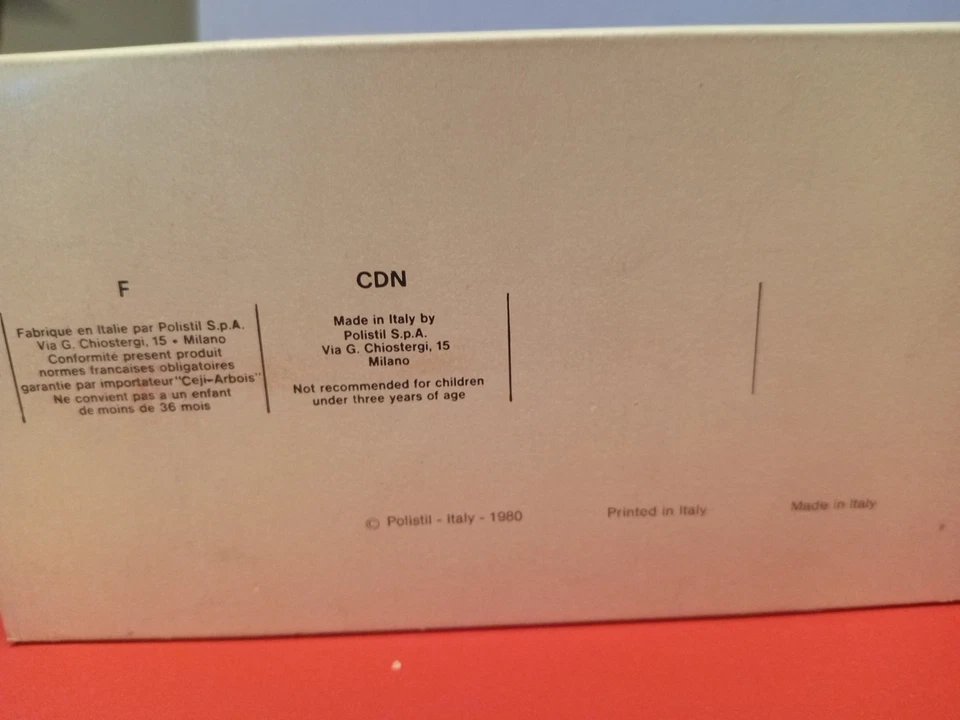 F
Fabriqué en Italie par Polistil S.p.A.
Via G. Chiostergi, 15 • Milano
Conformité present produit
normes francaises obligatoires
garantie par importateur "Ceji-Arbois"
Ne convient pas a un enfant
de moins de 36 mois
CDN
Made in Italy by
Polistil S.p.A.
Via G. Chiostergi, 15
Milano
Not recommended for children
under three years of age
© Polistil - Italy - 1980
Printed in Italy
Made in Italy